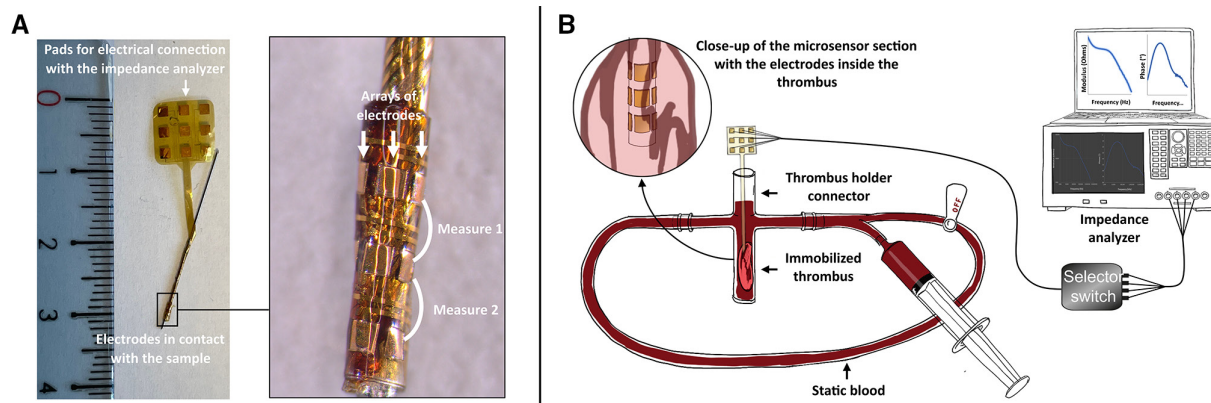 A
Pads for electrical connection
with the impedance analyzer
0
1
2
3
4
Electrodes in contact
with the sample
Arrays of
electrodes
Measure 1
Measure 2
B
Close-up of the microsensor section
with the electrodes inside the
thrombus
Thrombus holder
connector
Immobilized
thrombus
Static blood
OFF
Modulus (Ohms)
Frequency (Hz)
Phase (°)
Frequency...
Impedance
analyzer
Selector
switch